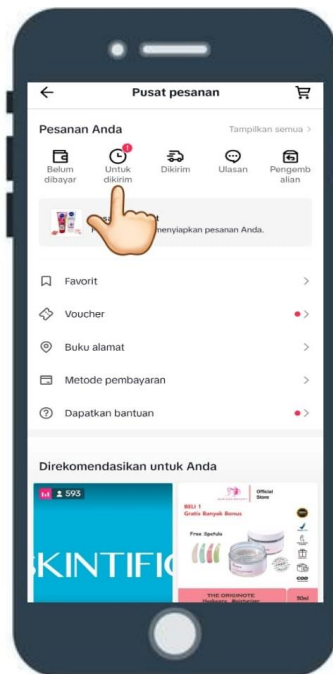 Pusat pesanan
Pesanan Anda
Tampilkan semua >
Belum dibayar
Untuk dikirim
1
Dikirim
Ulasan
Pengemb alian
menyiapkan pesanan Anda.
Favorit
Voucher
Buku alamat
Metode pembayaran
Dapatkan bantuan
Direkomendasikan untuk Anda
593
KINTIFI
Official
Store
BELI 1
Gratis Banyak Bonus
Free Spatula
COD
THE ORIGINOTE
Moisturizer
50ml